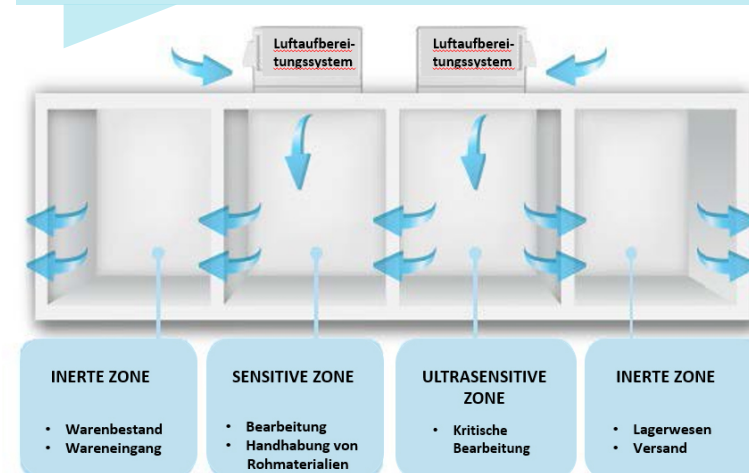 Luftaufberei-
tungssystem
Luftaufberei-
tungssystem
INERTE ZONE
• Warenbestand
• Wareneingang
SENSITIVE ZONE
• Bearbeitung
• Handhabung von
Rohmaterialien
ULTRASENSITIVE
ZONE
• Kritische
Bearbeitung
INERTE ZONE
• Lagerwesen
• Versand